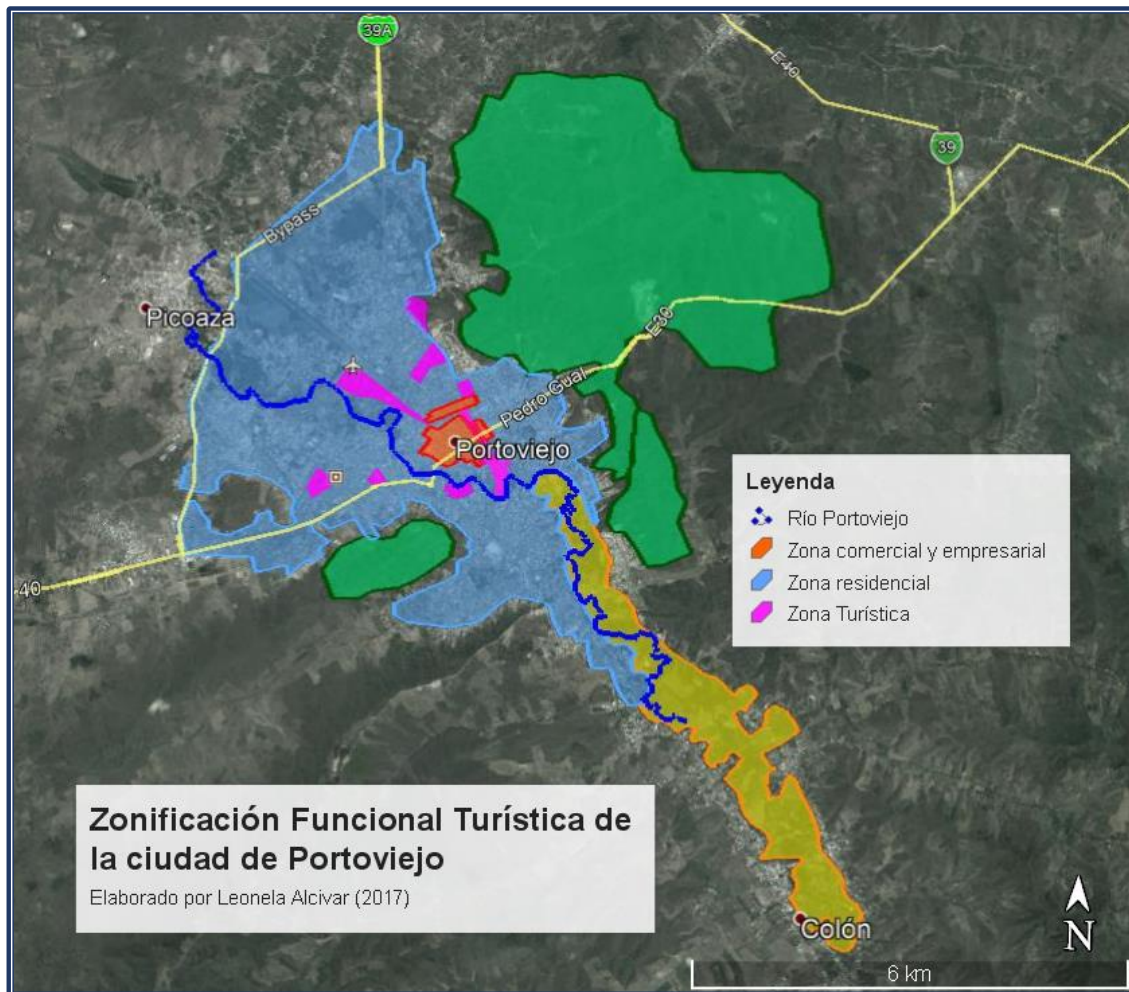 39A
E40
39
Bypass
Picoaza
E30
Pedro Gual
Portoviejo
40
Leyenda
Río Portoviejo
Zona comercial y empresarial
Zona residencial
Zona Turística
Zonificación Funcional Turística de
la ciudad de Portoviejo
Elaborado por Leonela Alcivar (2017)
Colón
N
6 km